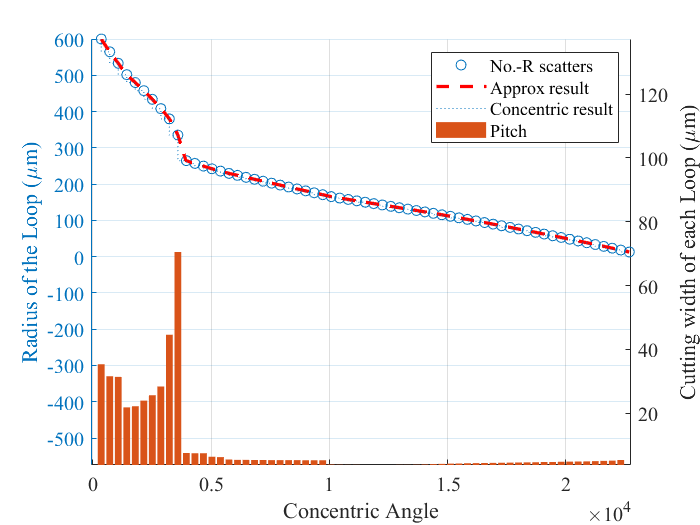 600
500
400
300
200
100
0
-100
-200
-300
-400
-500
Radius of the Loop (μm)
No.-R scatters
Approx result
Concentric result
Pitch
120
100
80
60
40
20
Cutting width of each Loop (μm)
0 0.5 1 1.5 2
Concentric Angle
×10⁴